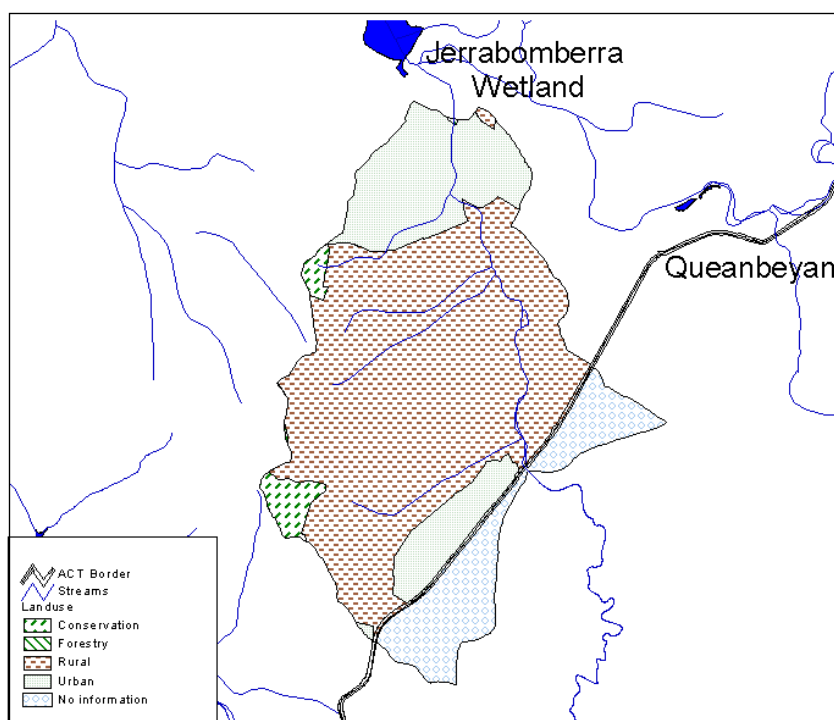 Jerrabomberra
Wetland
Queanbeyan
ACT Border
Streams
Landuse
Conservation
Forestry
Rural
Urban
No information